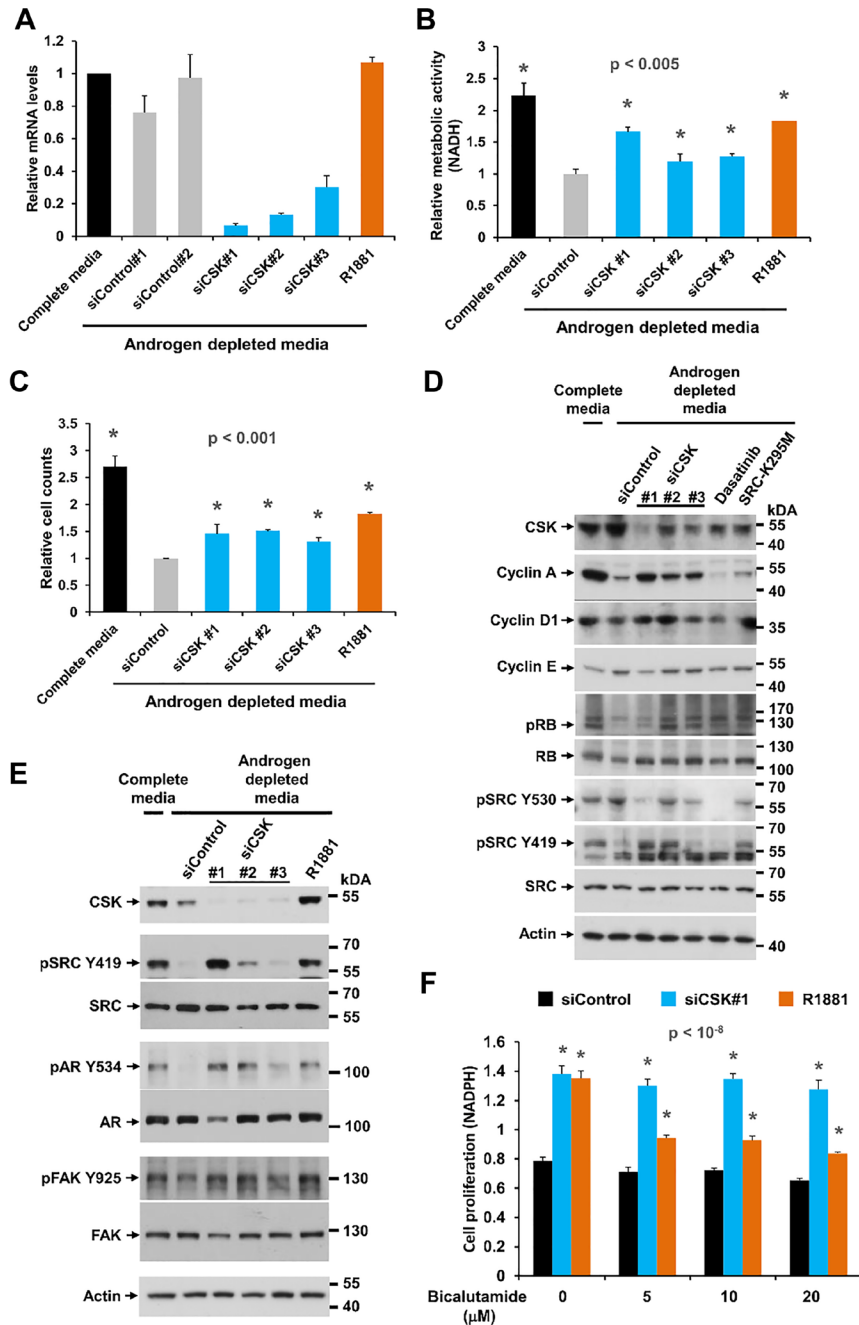 A
Relative mRNA levels
1.2
1
0.8
0.6
0.4
0.2
0
Complete media
siControl#1
siControl#2
siCSK#1
siCSK#2
siCSK#3
R1881
Androgen depleted media
B
Relative metabolic activity
(NADH)
3
2.5
2
1.5
1
0.5
0
p < 0.005
* * * * *
Complete media
siControl
siCSK #1
siCSK #2
siCSK #3
R1881
Androgen depleted media
C
Relative cell counts
3.5
3
2.5
2
1.5
1
0.5
0
p < 0.001
* * * * *
Complete media
siControl
siCSK #1
siCSK #2
siCSK #3
R1881
Androgen depleted media
D
Complete
media
Androgen
depleted
media
siControl
siCSK
#1 #2 #3
Dasatinib
SRC-K295M
kDA
CSK
55
40
Cyclin A
55
40
Cyclin D1
35
Cyclin E
55
40
pRB
170
130
RB
130
100
pSRC Y530
70
55
pSRC Y419
70
55
SRC
70
55
Actin
40
E
Complete
media
Androgen
depleted
media
siControl
siCSK
#1 #2 #3
R1881
kDA
CSK
55
pSRC Y419
70
55
SRC
70
55
pAR Y534
100
AR
100
pFAK Y925
130
FAK
130
Actin
55
40
F
siControl siCSK#1 R1881
p < 10⁻⁸
Cell proliferation (NADPH)
1.6
1.4
1.2
1
0.8
0.6
0.4
0.2
0
* * * * * * * *
Bicalutamide 0 5 10 20
(µM)